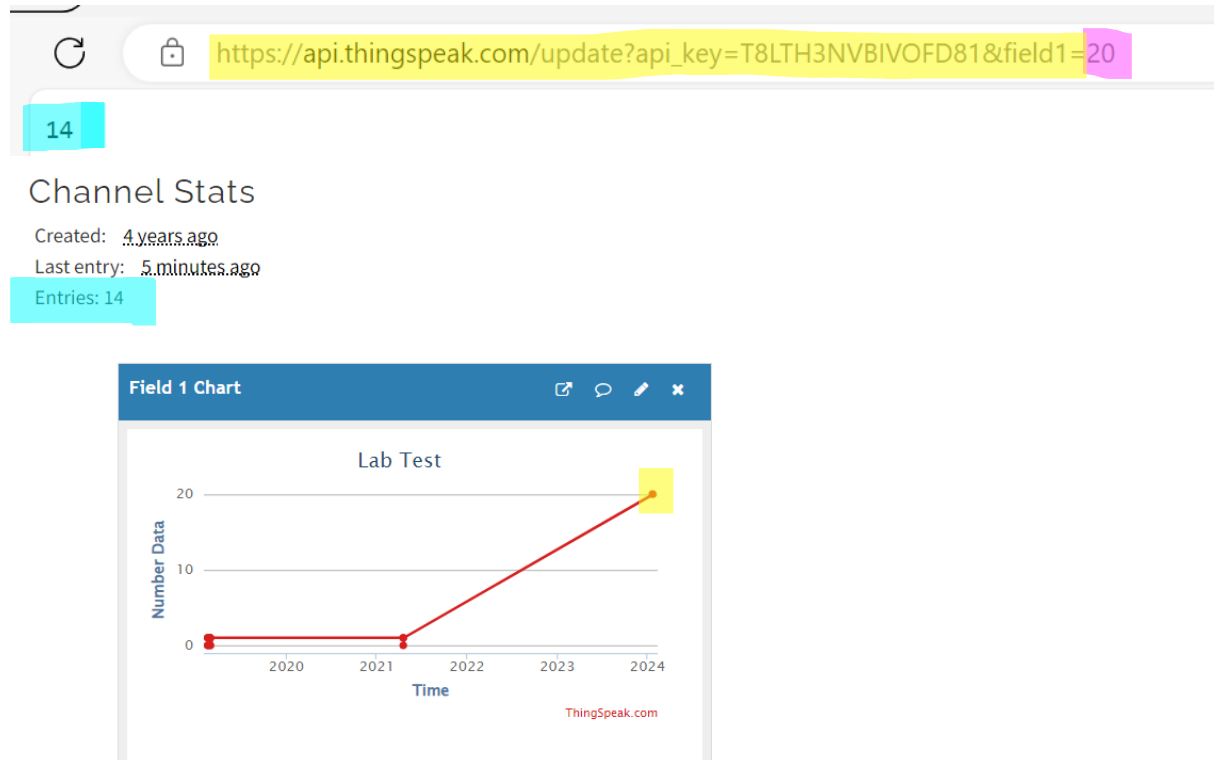 https://api.thingspeak.com/update?api_key=T8LTH3NVBIVOFD81&field1=20
14
Channel Stats
Created: 4 years ago
Last entry: 5 minutes ago
Entries: 14
Field 1 Chart
Lab Test
20
10
0
Number Data
2020 2021 2022 2023 2024
Time
ThingSpeak.com